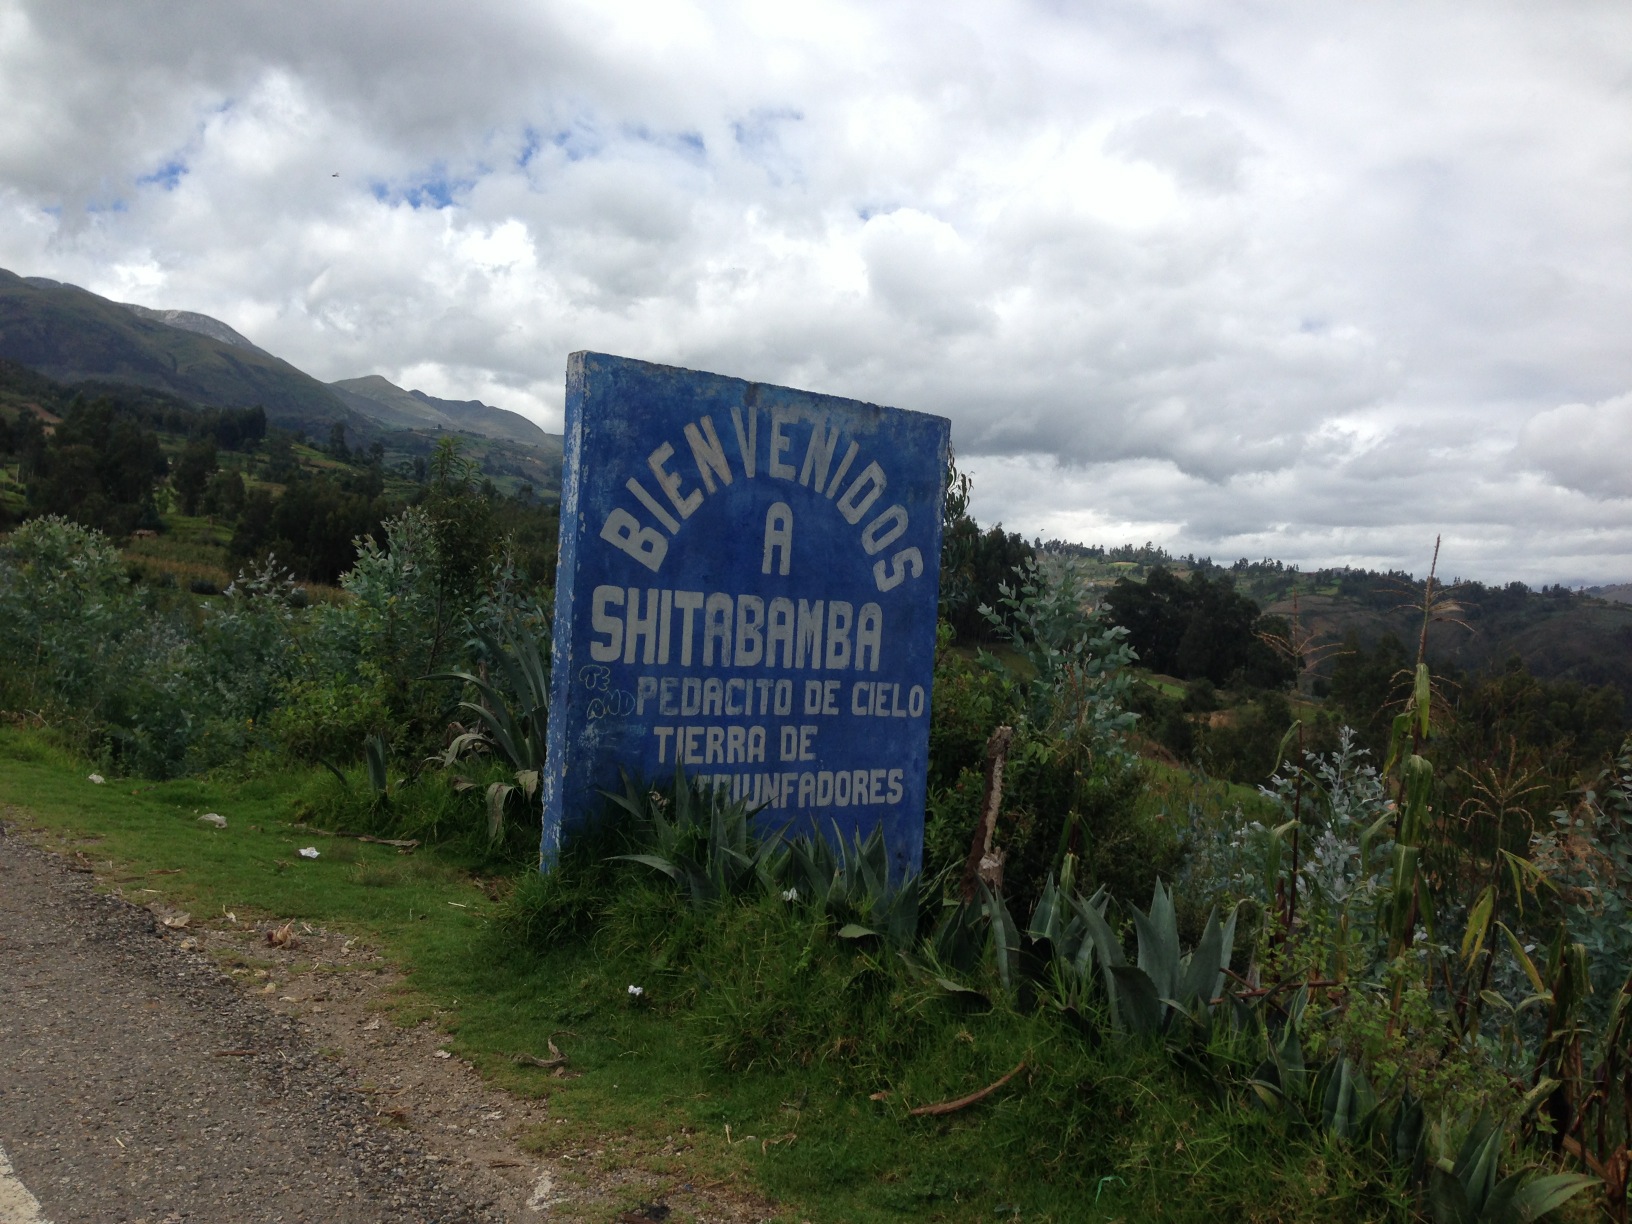 BIENVENIDOS
A
SHITABAMBA
PEDACITO DE CIELO
TIERRA DE
TRIUNFADORES